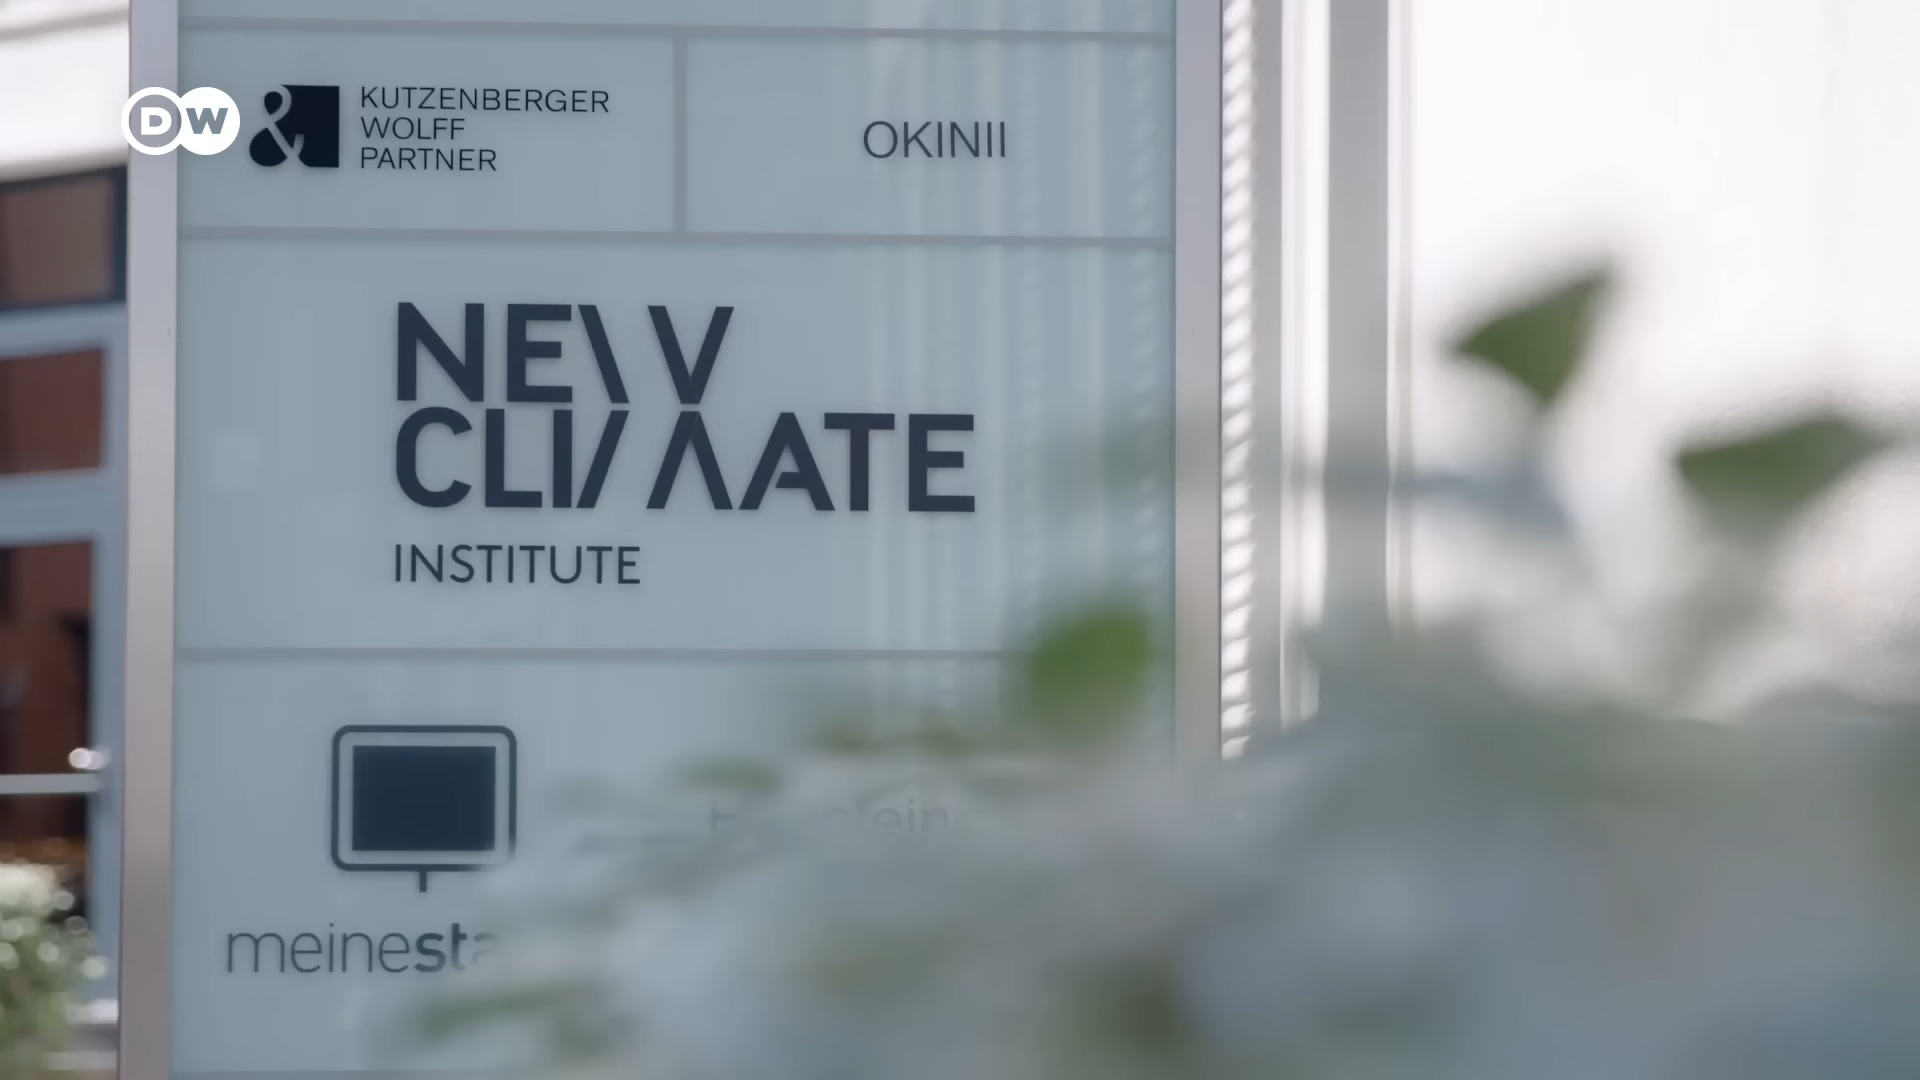 DW
& KUTZENBERGER
WOLFF
PARTNER
OKINII
NEW
CLIMATE
INSTITUTE